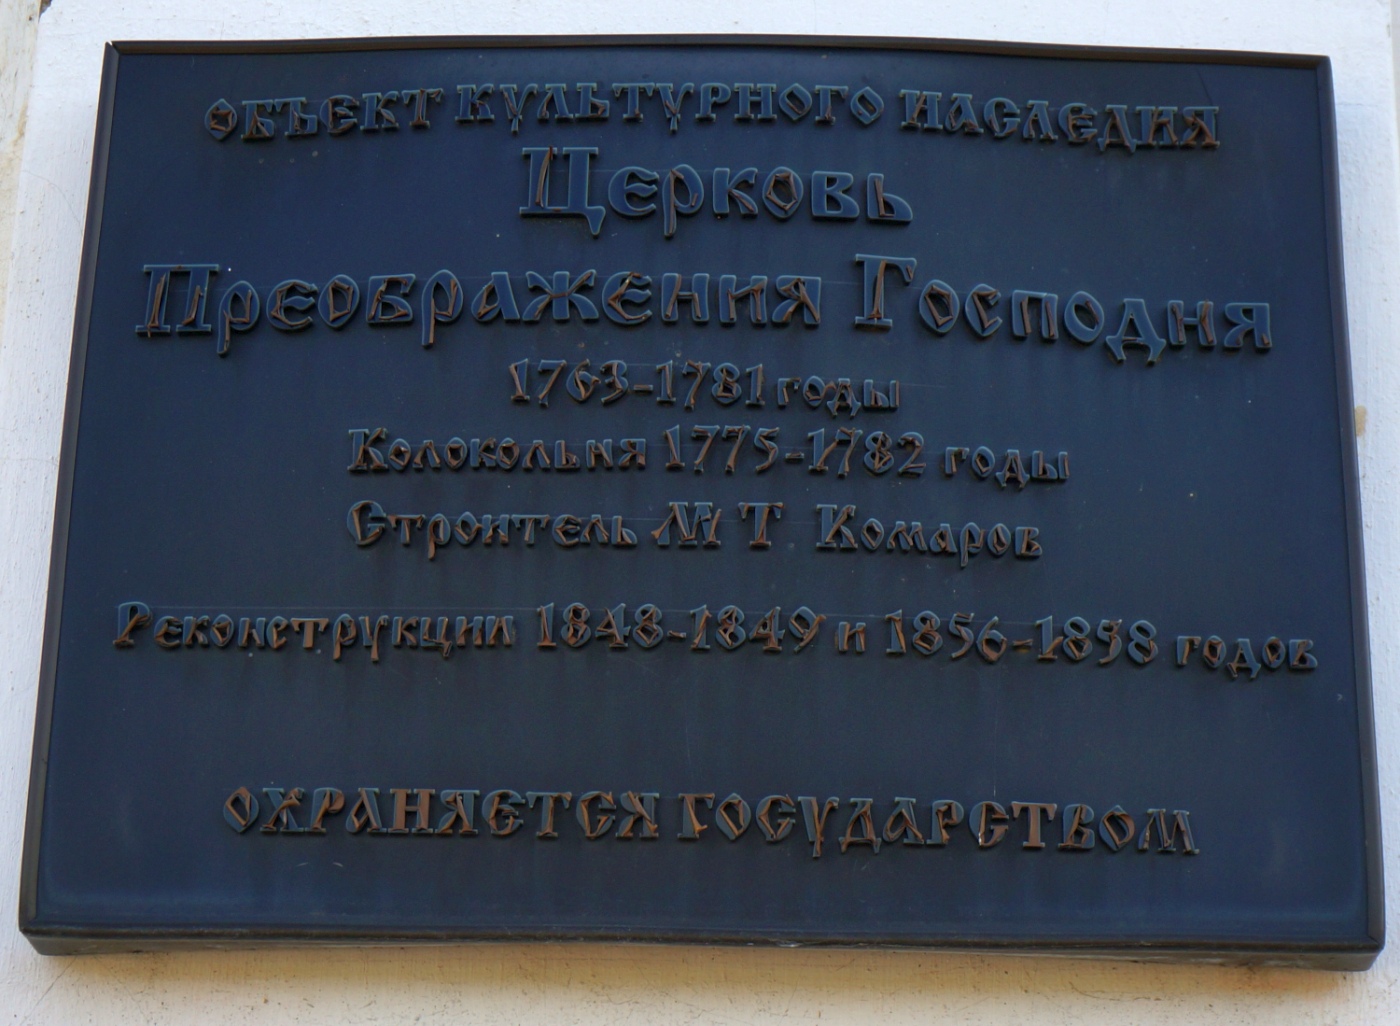 ОБЪЕКТ КУЛЬТУРНОГО НАСЛЕДИЯ
Церковь
Преображения Господня
1763-1781 годы
Колокольня 1775-1782 годы
Строитель М Т Комаров
Реконструкции 1848-1849 и 1856-1858 годов
ОХРАНЯЕТСЯ ГОСУДАРСТВОМ